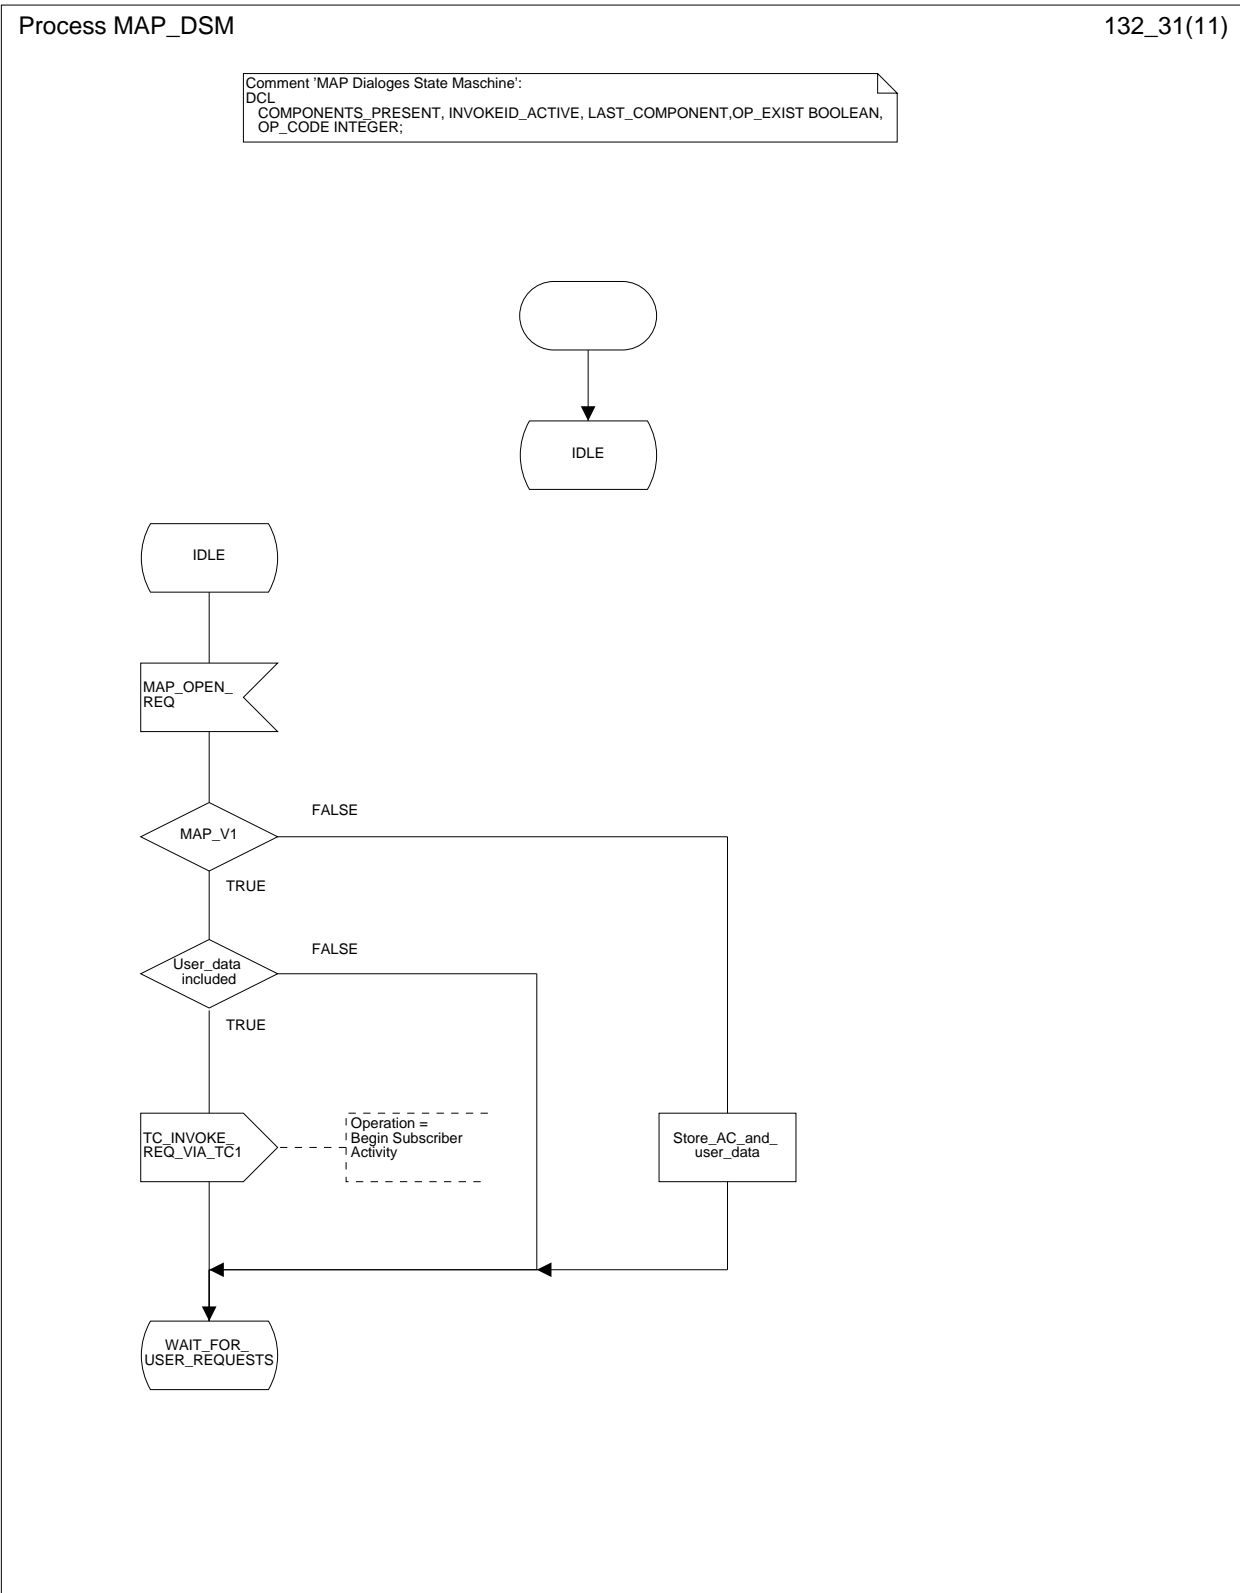 Process MAP_DSM
132_31(11)
Comment 'MAP Dialoges State Maschine':
DCL
COMPONENTS_PRESENT, INVOKEID_ACTIVE, LAST_COMPONENT,OP_EXIST BOOLEAN,
OP_CODE INTEGER;
IDLE
IDLE
MAP_OPEN_
REQ
MAP_V1
FALSE
TRUE
User_data
included
FALSE
TRUE
TC_INVOKE_
REQ_VIA_TC1
Operation =
Begin Subscriber
Activity
Store_AC_and_
user_data
WAIT_FOR_
USER_REQUESTS